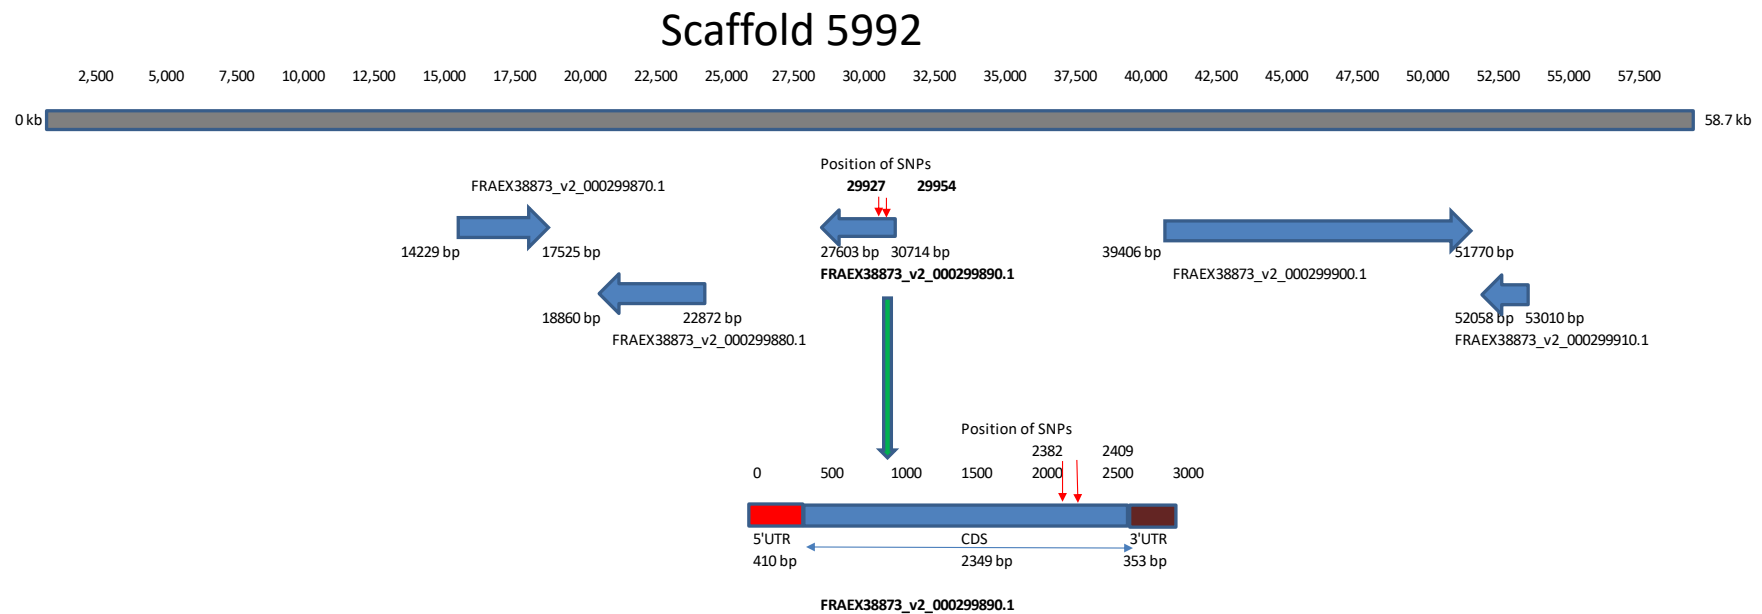 Scaffold 5992
2,500 5,000 7,500 10,000 12,500 15,000 17,500 20,000 22,500 25,000 27,500 30,000 32,500 35,000 37,500 40,000 42,500 45,000 47,500 50,000 52,500 55,000 57,500
0 kb 58.7 kb
Position of SNPs
FRAEX38873_v2_000299870.1 29927 29954
14229 bp 17525 bp 27603 bp 30714 bp 39406 bp 51770 bp
FRAEX38873_v2_000299890.1 FRAEX38873_v2_000299900.1
18860 bp 22872 bp 52058 bp 53010 bp
FRAEX38873_v2_000299880.1 FRAEX38873_v2_000299910.1
Position of SNPs
2382 2409
0 500 1000 1500 2000 2500 3000
5'UTR CDS 3'UTR
410 bp 2349 bp 353 bp
FRAEX38873_v2_000299890.1